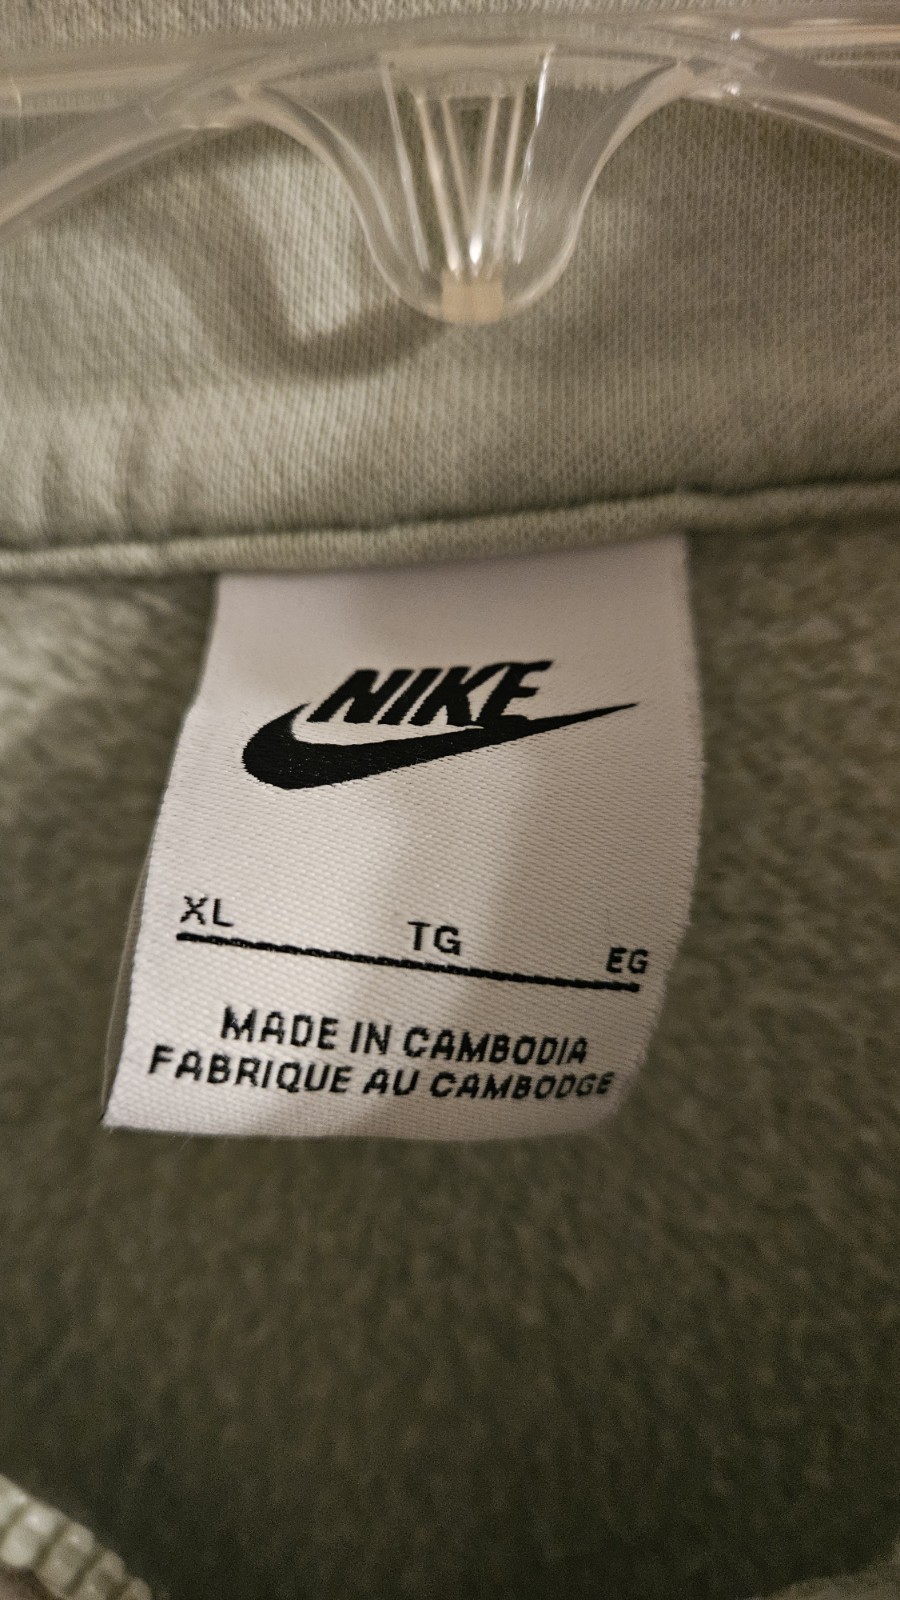 NIKE
XL TG EG
MADE IN CAMBODIA
FABRIQUE AU CAMBODGE